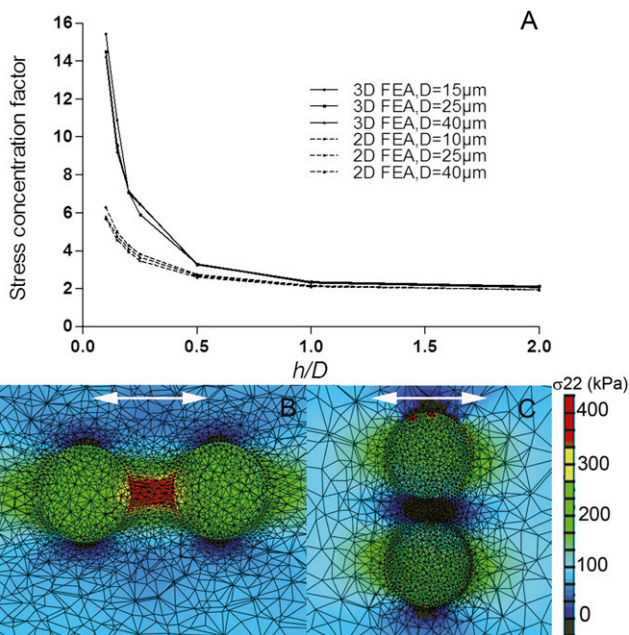 A
16
14
12
10
8
6
4
2
0
Stress concentration factor
3D FEA,D=15μm
3D FEA,D=25μm
3D FEA,D=40μm
2D FEA,D=10μm
2D FEA,D=25μm
2D FEA,D=40μm
0.0 0.5 1.0 1.5 2.0
h/D
B
C
σ22 (kPa)
400
300
200
100
0